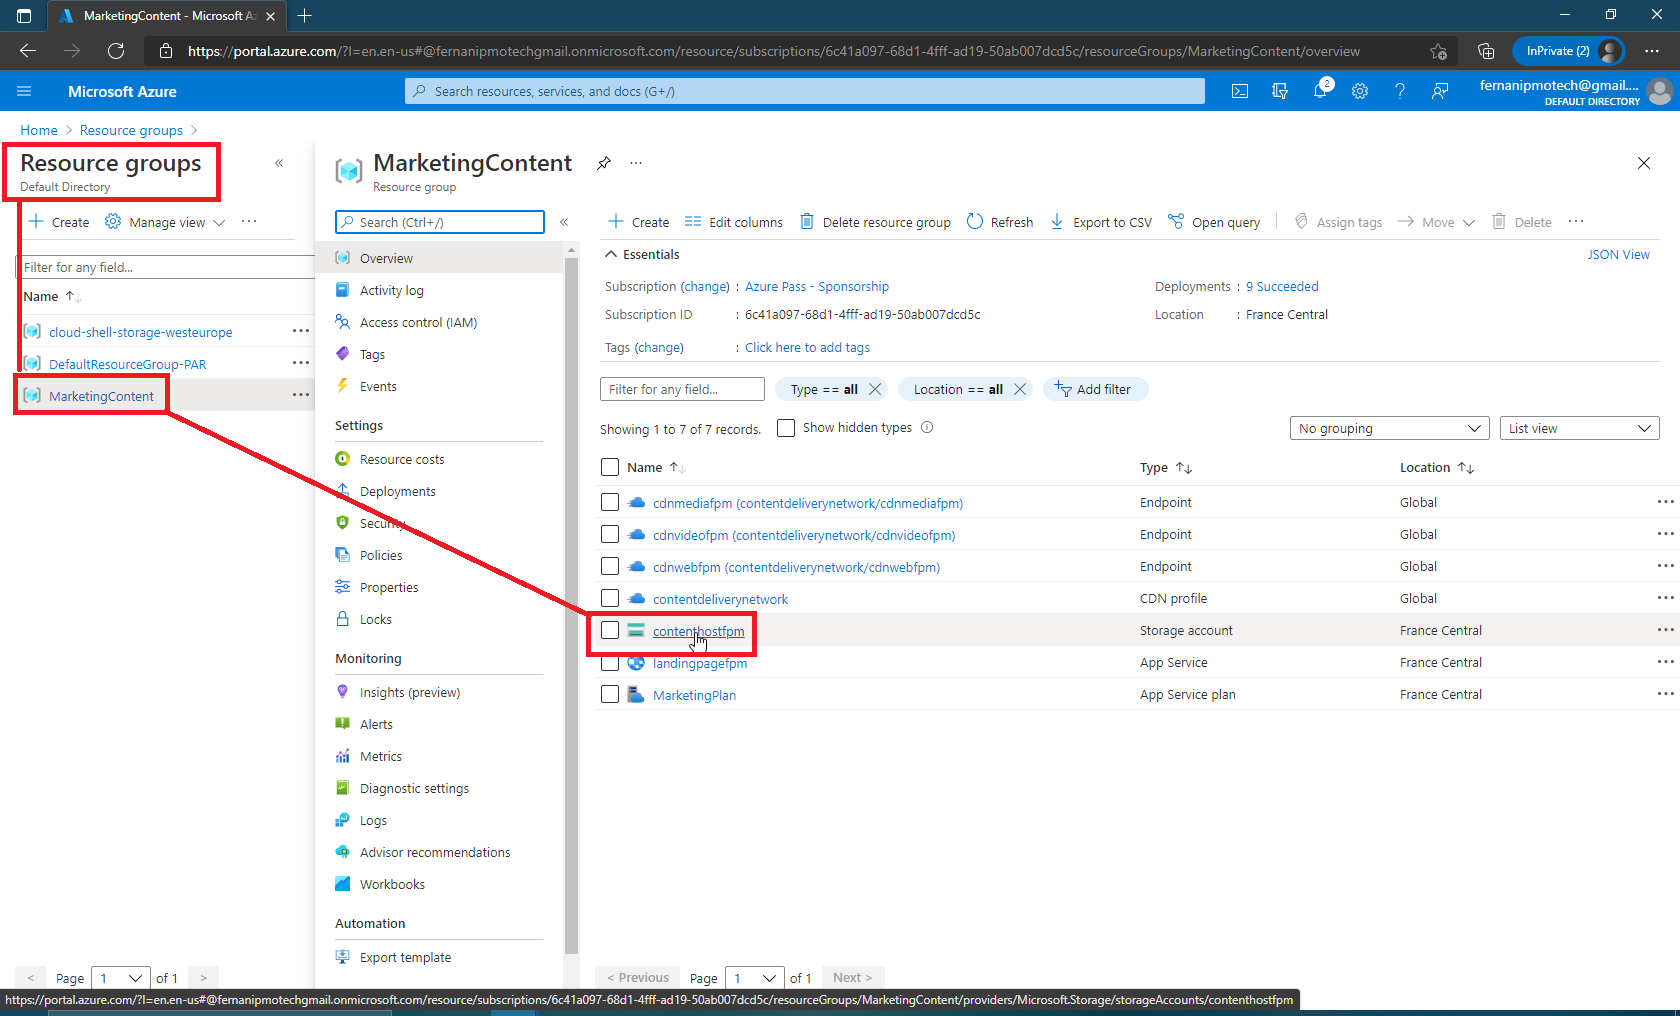 MarketingContent - Microsoft Az
https://portal.azure.com/?l=en.en-us#@fernanipmotechgmail.onmicrosoft.com/resource/subscriptions/6c41a097-68d1-4fff-ad19-50ab007dcd5c/resourceGroups/MarketingContent/overview
InPrivate (2)
Microsoft Azure
Search resources, services, and docs (G+/)
2
fernanipmotech@gmail....
DEFAULT DIRECTORY
Home > Resource groups >
Resource groups
Default Directory
Create
Manage view
Filter for any field...
Name
cloud-shell-storage-westeurope
DefaultResourceGroup-PAR
MarketingContent
< Page 1 of 1 >
MarketingContent
Resource group
Search (Ctrl+/)
Overview
Activity log
Access control (IAM)
Tags
Events
Settings
Resource costs
Deployments
Security
Policies
Properties
Locks
Monitoring
Insights (preview)
Alerts
Metrics
Diagnostic settings
Logs
Advisor recommendations
Workbooks
Automation
Export template
Create Edit columns Delete resource group Refresh Export to CSV Open query Assign tags Move Delete
Essentials
JSON View
Subscription (change) : Azure Pass - Sponsorship
Deployments : 9 Succeeded
Subscription ID : 6c41a097-68d1-4fff-ad19-50ab007dcd5c
Location : France Central
Tags (change) : Click here to add tags
Filter for any field... Type == all Location == all Add filter
Showing 1 to 7 of 7 records. Show hidden types
No grouping List view
Name Type Location
cdnmediafpm (contentdeliverynetwork/cdnmediafpm) Endpoint Global
cdnvideofpm (contentdeliverynetwork/cdnvideofpm) Endpoint Global
cdnwebfpm (contentdeliverynetwork/cdnwebfpm) Endpoint Global
contentdeliverynetwork CDN profile Global
contenthostfpm Storage account France Central
landingpagefpm App Service France Central
MarketingPlan App Service plan France Central
< Previous Page 1 of 1 Next >
https://portal.azure.com/?l=en.en-us#@fernanipmotechgmail.onmicrosoft.com/resource/subscriptions/6c41a097-68d1-4fff-ad19-50ab007dcd5c/resourceGroups/MarketingContent/providers/Microsoft.Storage/storageAccounts/contenthostfpm